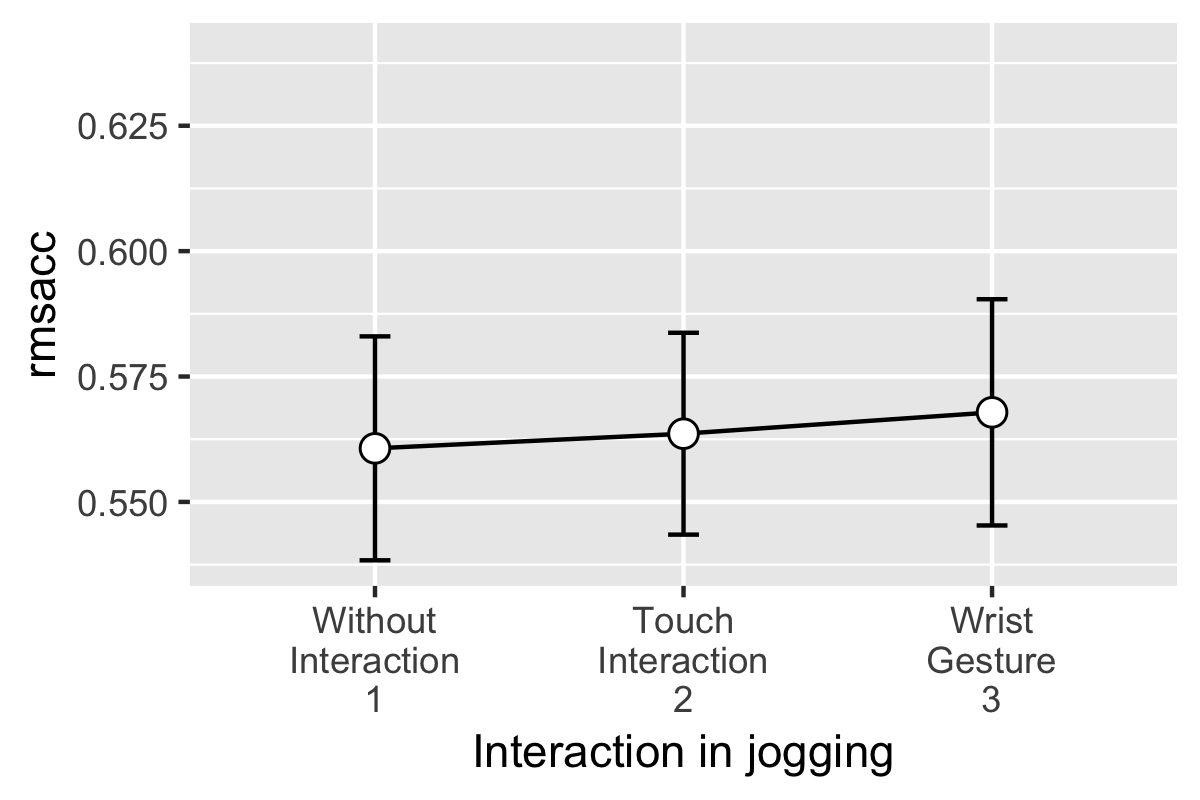 0.625
0.600
0.575
0.550
rmsacc
Without
Interaction
1
Touch
Interaction
2
Wrist
Gesture
3
Interaction in jogging